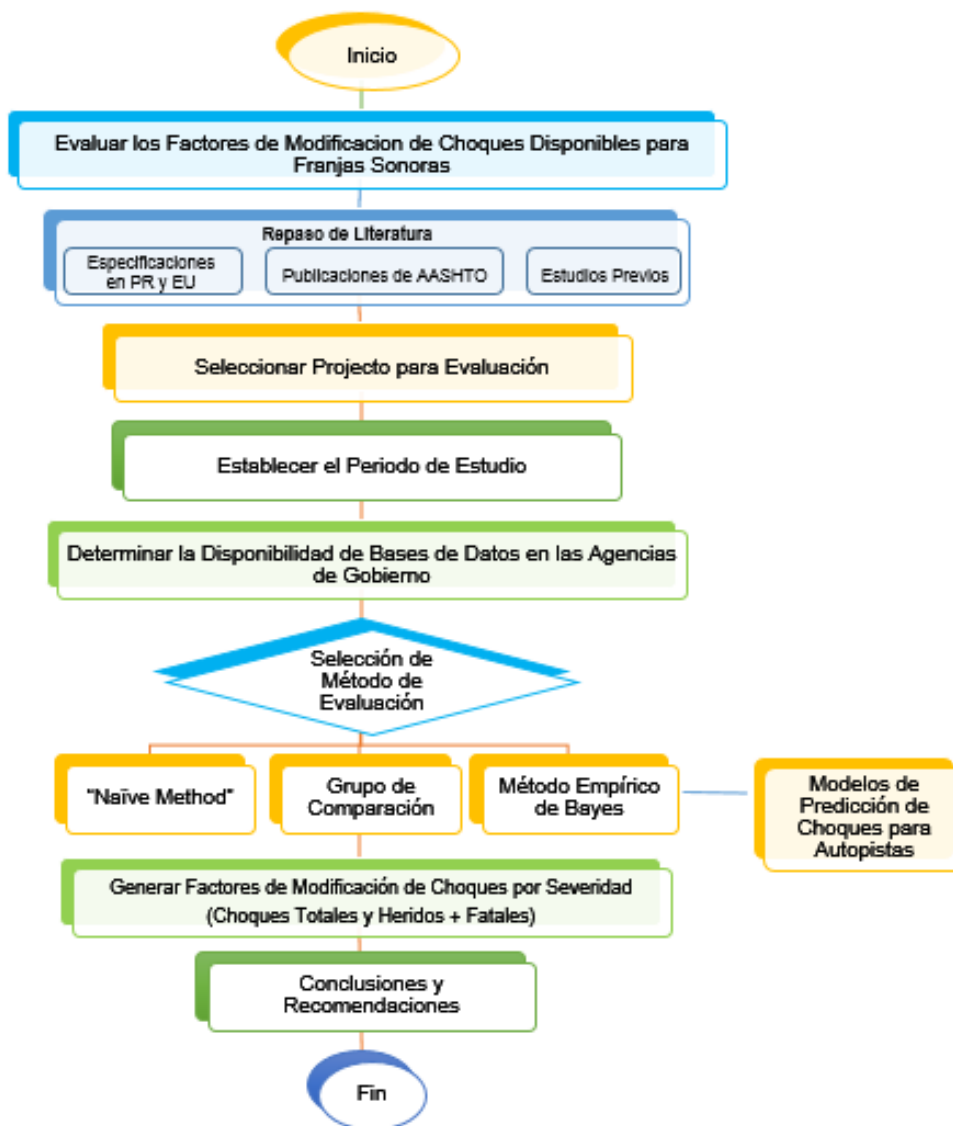 Inicio
Evaluar los Factores de Modificacion de Choques Disponibles para
Franjas Sonoras
Repaso de Literatura
Especificaciones
en PR y EU
Publicaciones de AASHTO
Estudios Previos
Seleccionar Projecto para Evaluación
Establecer el Periodo de Estudio
Determinar la Disponibilidad de Bases de Datos en las Agencias
de Gobierno
Selección de
Método de
Evaluación
“Naïve Method”
Grupo de
Comparación
Método Empírico
de Bayes
Modelos de
Predicción de
Choques para
Autopistas
Generar Factores de Modificación de Choques por Severidad
(Choques Totales y Heridos + Fatales)
Conclusiones y
Recomendaciones
Fin